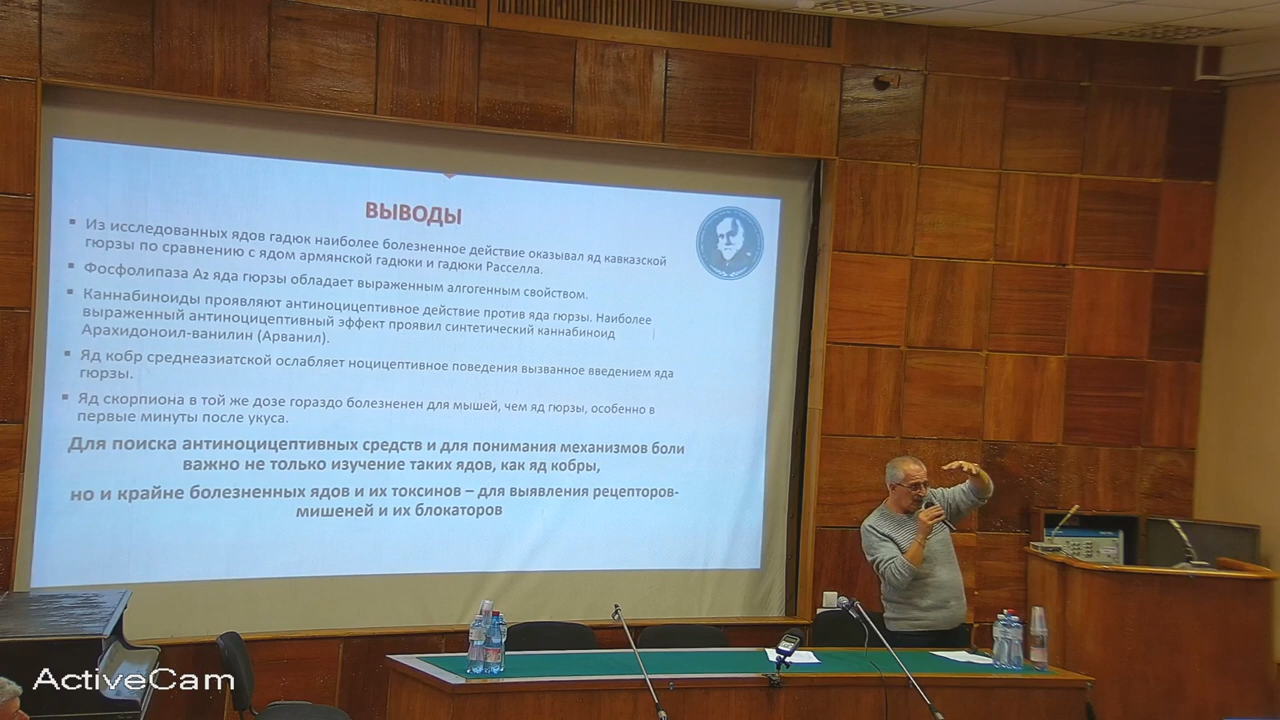 ВЫВОДЫ
Из исследованных ядов гадюк наиболее болезненное действие оказывал яд кавказской
гюрзы по сравнению с ядом армянской гадюки и гадюки Расселла.
Фосфолипаза А2 яда гюрзы обладает выраженным алгогенным свойством.
Каннабиноиды проявляют антиноцицептивное действие против яда гюрзы. Наиболее
выраженный антиноцицептивный эффект проявил синтетический каннабиноид
Арахидоноил-ванилин (Арванил).
Яд кобр среднеазиатской ослабляет ноцицептивное поведения вызванное введением яда
гюрзы.
Яд скорпиона в той же дозе гораздо болезненен для мышей, чем яд гюрзы, особенно в
первые минуты после укуса.
Для поиска антиноцицептивных средств и для понимания механизмов боли
важно не только изучение таких ядов, как яд кобры,
но и крайне болезненных ядов и их токсинов – для выявления рецепторов-
мишеней и их блокаторов
ActiveCam